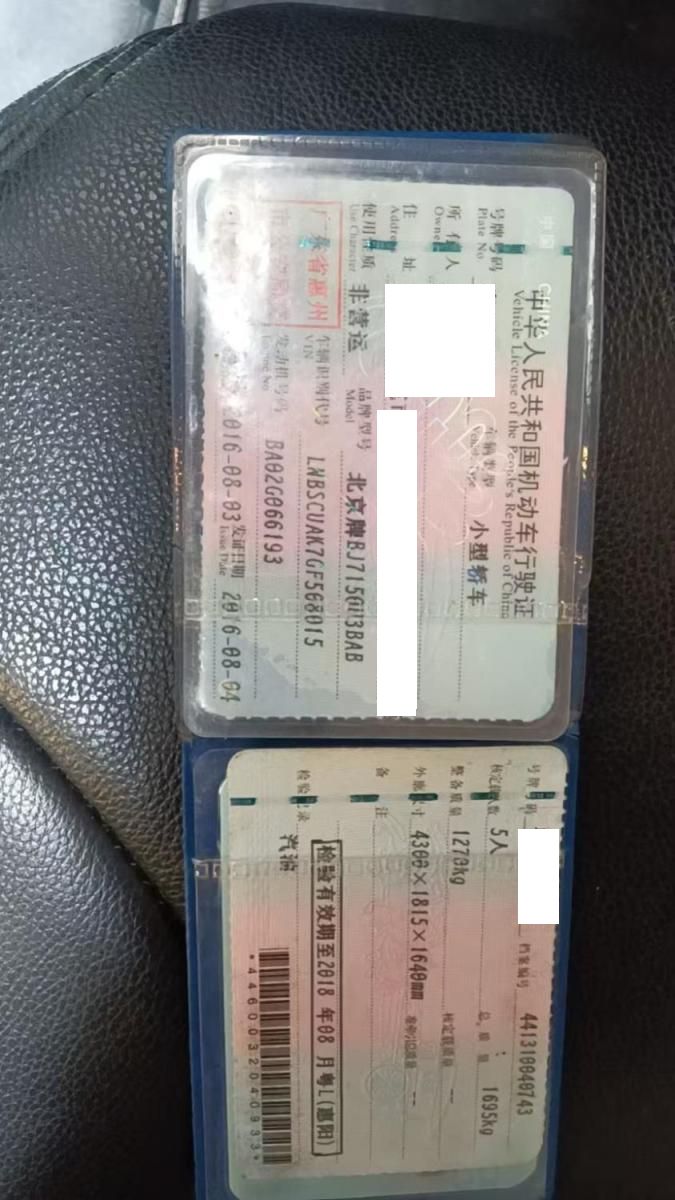 中华人民共和国机动车行驶证
Vehicle License of the People's Republic of China
号牌号码
Plate No.
车辆类型
Vehicle Type
小型轿车
所有人
Owner
住址
Address
使用性质
Use Character
非营运
品牌型号
Model
北京牌BJ7150U3BAB
广东省惠州
车辆识别代号
VIN
LNBSCUAK7GF568015
发动机号码
Engine No.
BA02G066193
2016-08-03
发证日期
Issue Date
2016-08-04
号牌号码
档案编号
441310040743
核定载人数
5人
总质量
1695kg
整备质量
1270kg
核定载质量
--
外廓尺寸
4300×1815×1640mm
准牵引总质量
--
备注
检验有效期至2018年08月粤L(惠阳)
检验记录
汽油
*4460032040933*